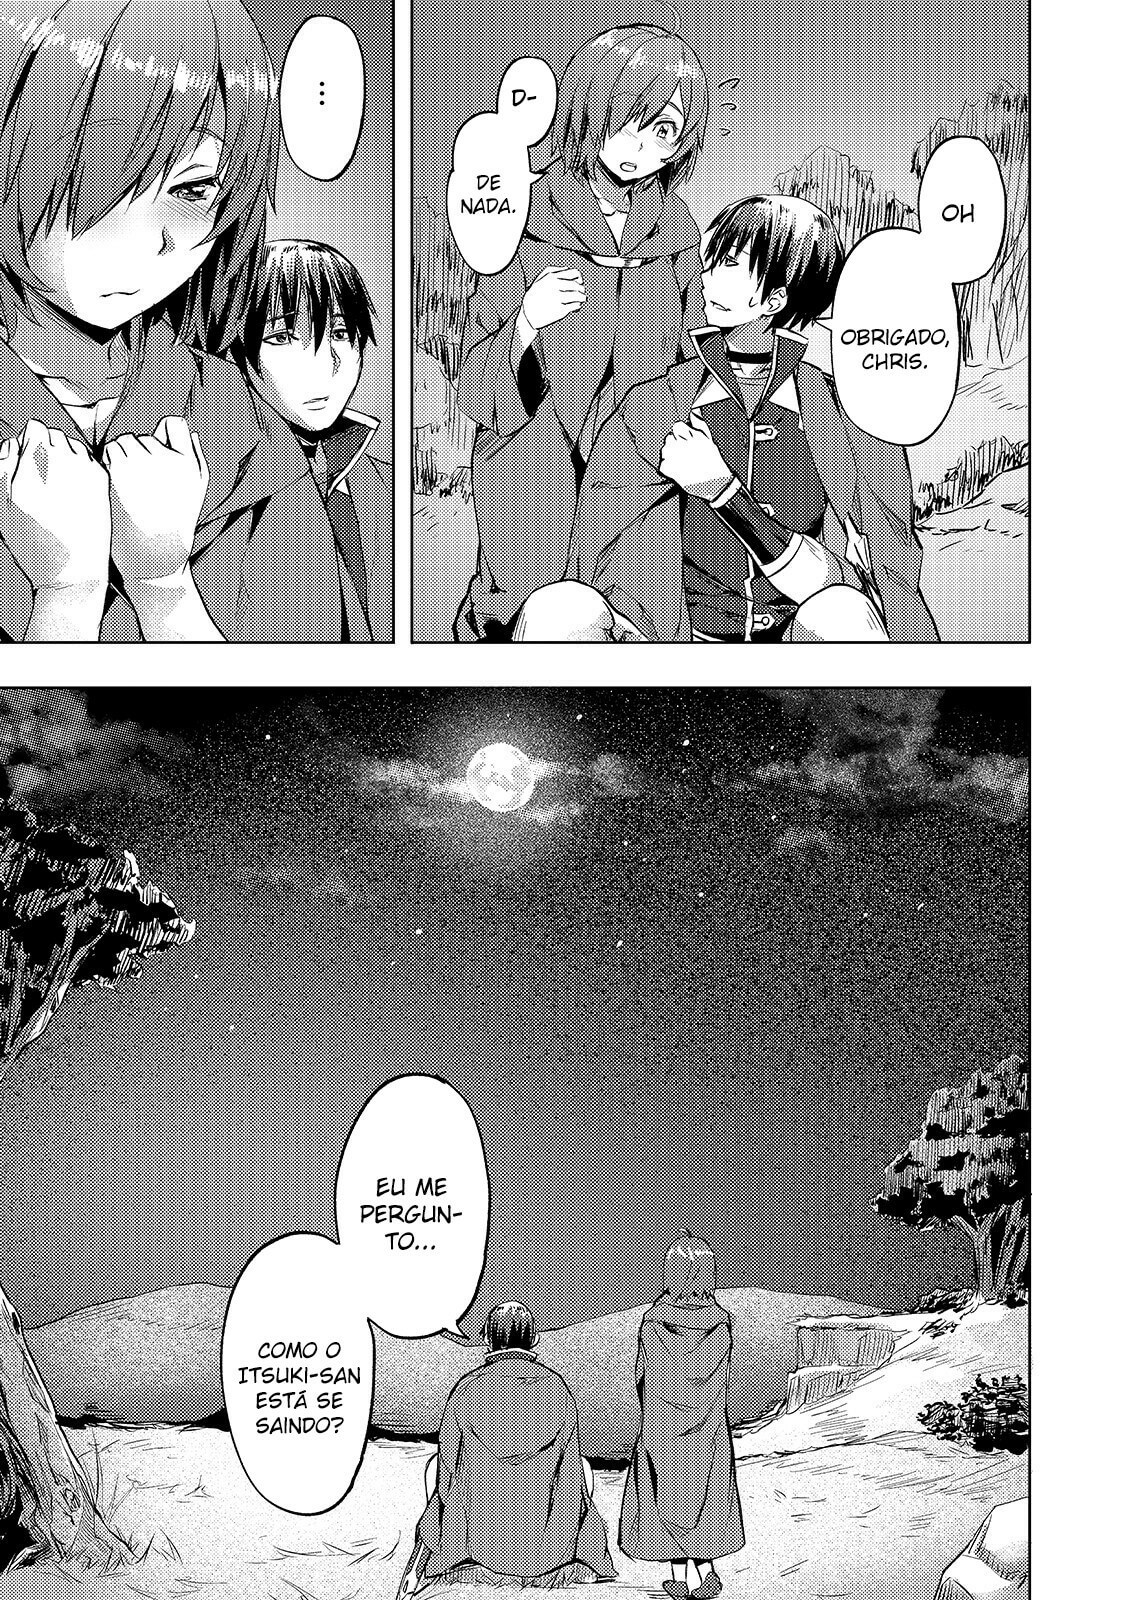 OH
OBRIGADO,
CHRIS.
D-
DE
NADA.
...
EU ME
PERGUN-
TO...
COMO O
ITSUKI-SAN
ESTÁ SE
SAINDO?